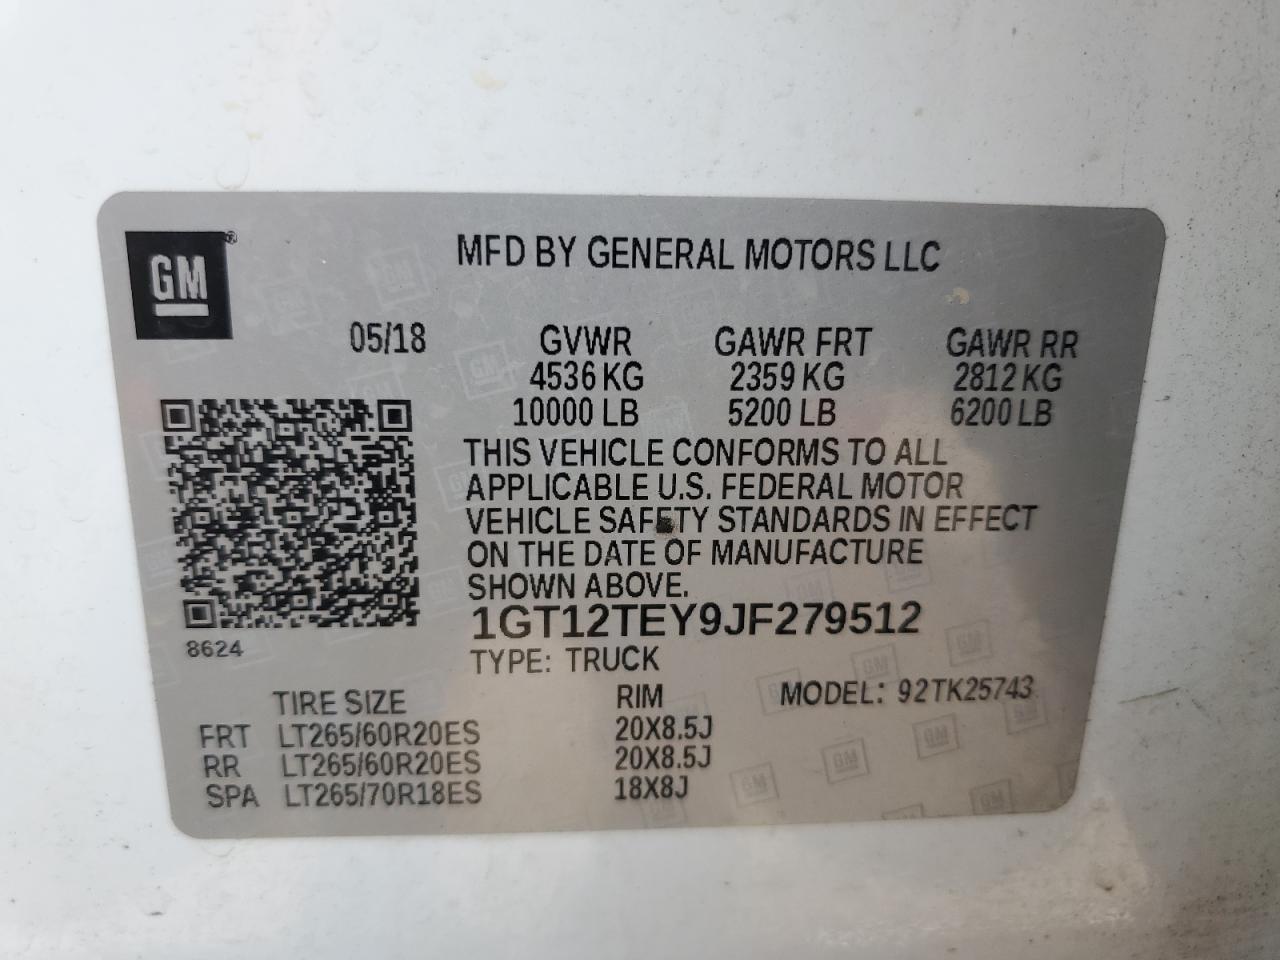 GM®
MFD BY GENERAL MOTORS LLC
05/18 GVWR GAWR FRT GAWR RR
4536 KG 2359 KG 2812 KG
10000 LB 5200 LB 6200 LB
THIS VEHICLE CONFORMS TO ALL
APPLICABLE U.S. FEDERAL MOTOR
VEHICLE SAFETY STANDARDS IN EFFECT
ON THE DATE OF MANUFACTURE
SHOWN ABOVE.
1GT12TEY9JF279512
8624
TYPE: TRUCK
TIRE SIZE RIM MODEL: 92TK25743
FRT LT265/60R20ES 20X8.5J
RR LT265/60R20ES 20X8.5J
SPA LT265/70R18ES 18X8J